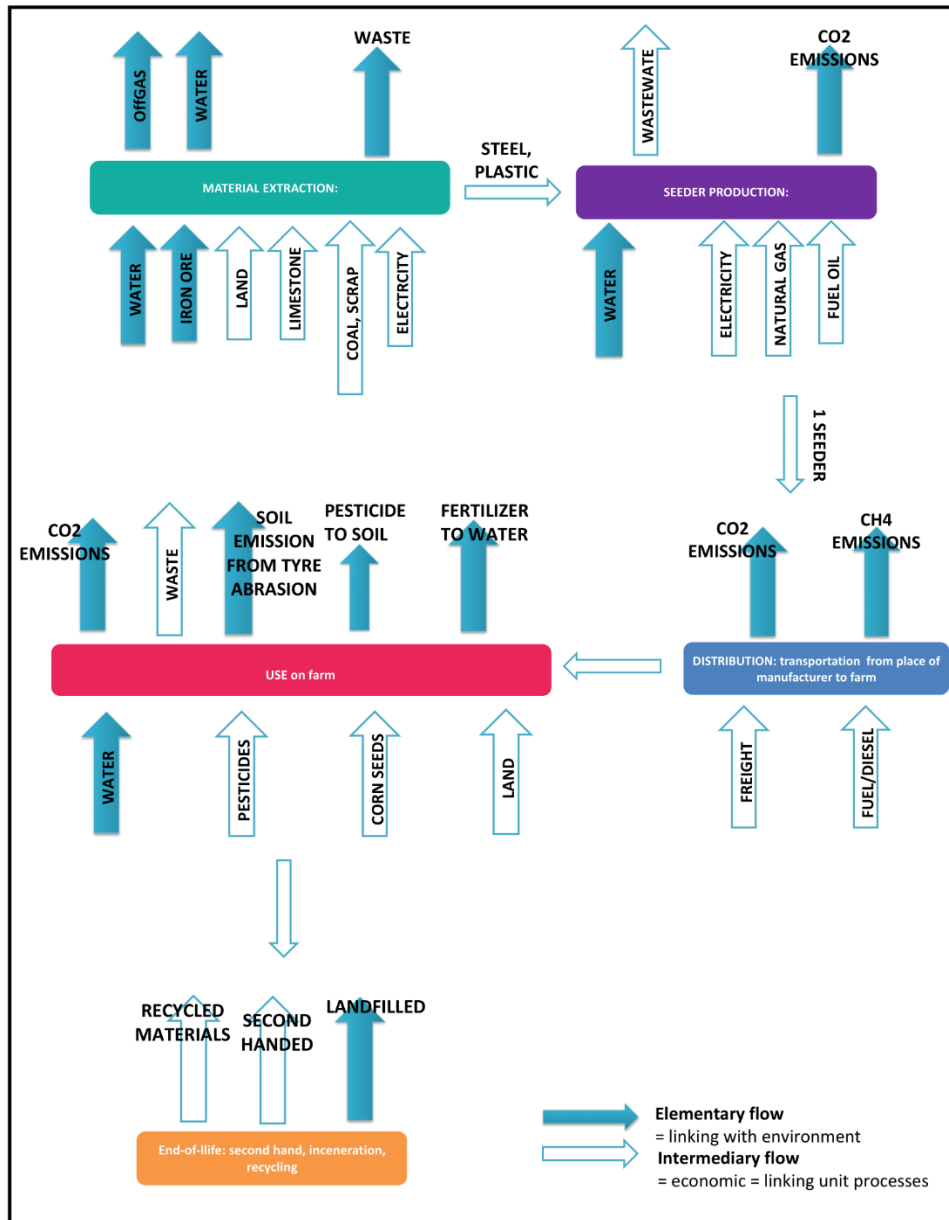 OffGAS
WATER
WASTE
WASTEWATE
CO2
EMISSIONS
MATERIAL EXTRACTION:
STEEL,
PLASTIC
SEEDER PRODUCTION:
WATER
IRON ORE
LAND
LIMESTONE
COAL, SCRAP
ELECTRCITY
WATER
ELECTRICITY
NATURAL GAS
FUEL OIL
1 SEEDER
CO2
EMISSIONS
WASTE
SOIL
EMISSION
FROM TYRE
ABRASION
PESTICIDE
TO SOIL
FERTILIZER
TO WATER
CO2
EMISSIONS
CH4
EMISSIONS
USE on farm
DISTRIBUTION: transportation from place of
manufacturer to farm
WATER
PESTICIDES
CORN SEEDS
LAND
FREIGHT
FUEL/DIESEL
RECYCLED
MATERIALS
SECOND
HANDED
LANDFILLED
End-of-llife: second hand, inceneration,
recycling
Elementary flow
= linking with environment
Intermediary flow
= economic = linking unit processes